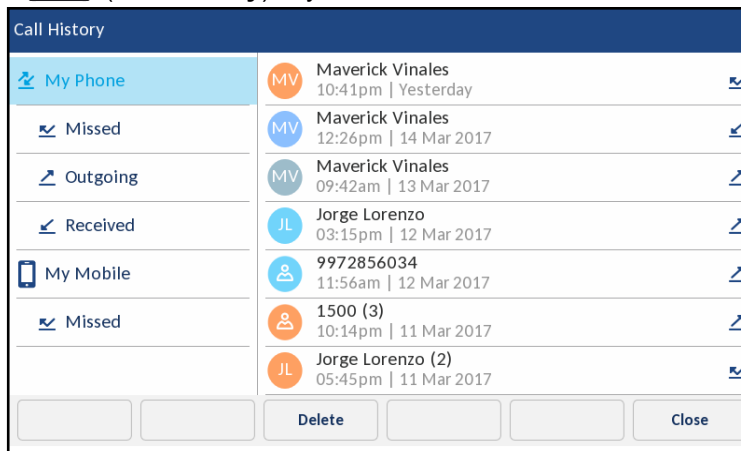 Call History
My Phone
Missed
Outgoing
Received
My Mobile
Missed
MV
Maverick Vinales
10:41pm | Yesterday
MV
Maverick Vinales
12:26pm | 14 Mar 2017
MV
Maverick Vinales
09:42am | 13 Mar 2017
JL
Jorge Lorenzo
03:15pm | 12 Mar 2017
9972856034
11:56am | 12 Mar 2017
1500 (3)
10:14pm | 11 Mar 2017
JL
Jorge Lorenzo (2)
05:45pm | 11 Mar 2017
Delete
Close